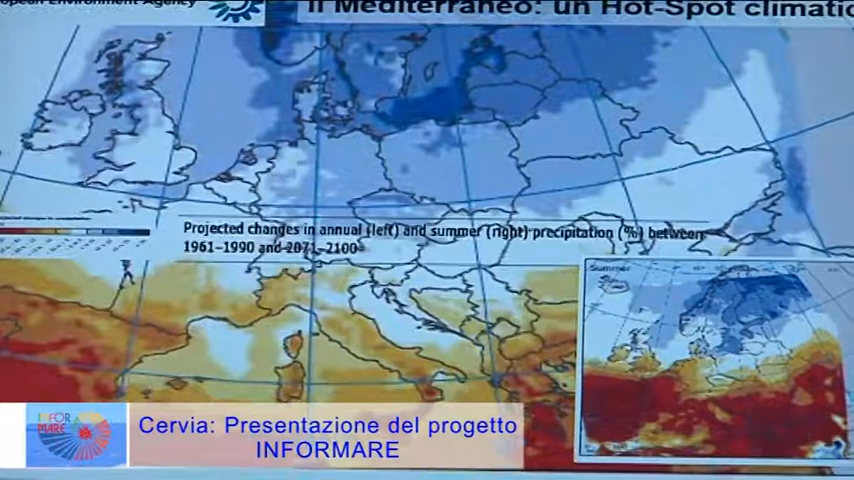 European Environment Agency
Il Mediterraneo: un Hot-Spot climatico
Projected changes in annual (left) and summer (right) precipitation (%) between
1961–1990 and 2071–2100
Summer
INFOR
MARE
Cervia: Presentazione del progetto
INFORMARE